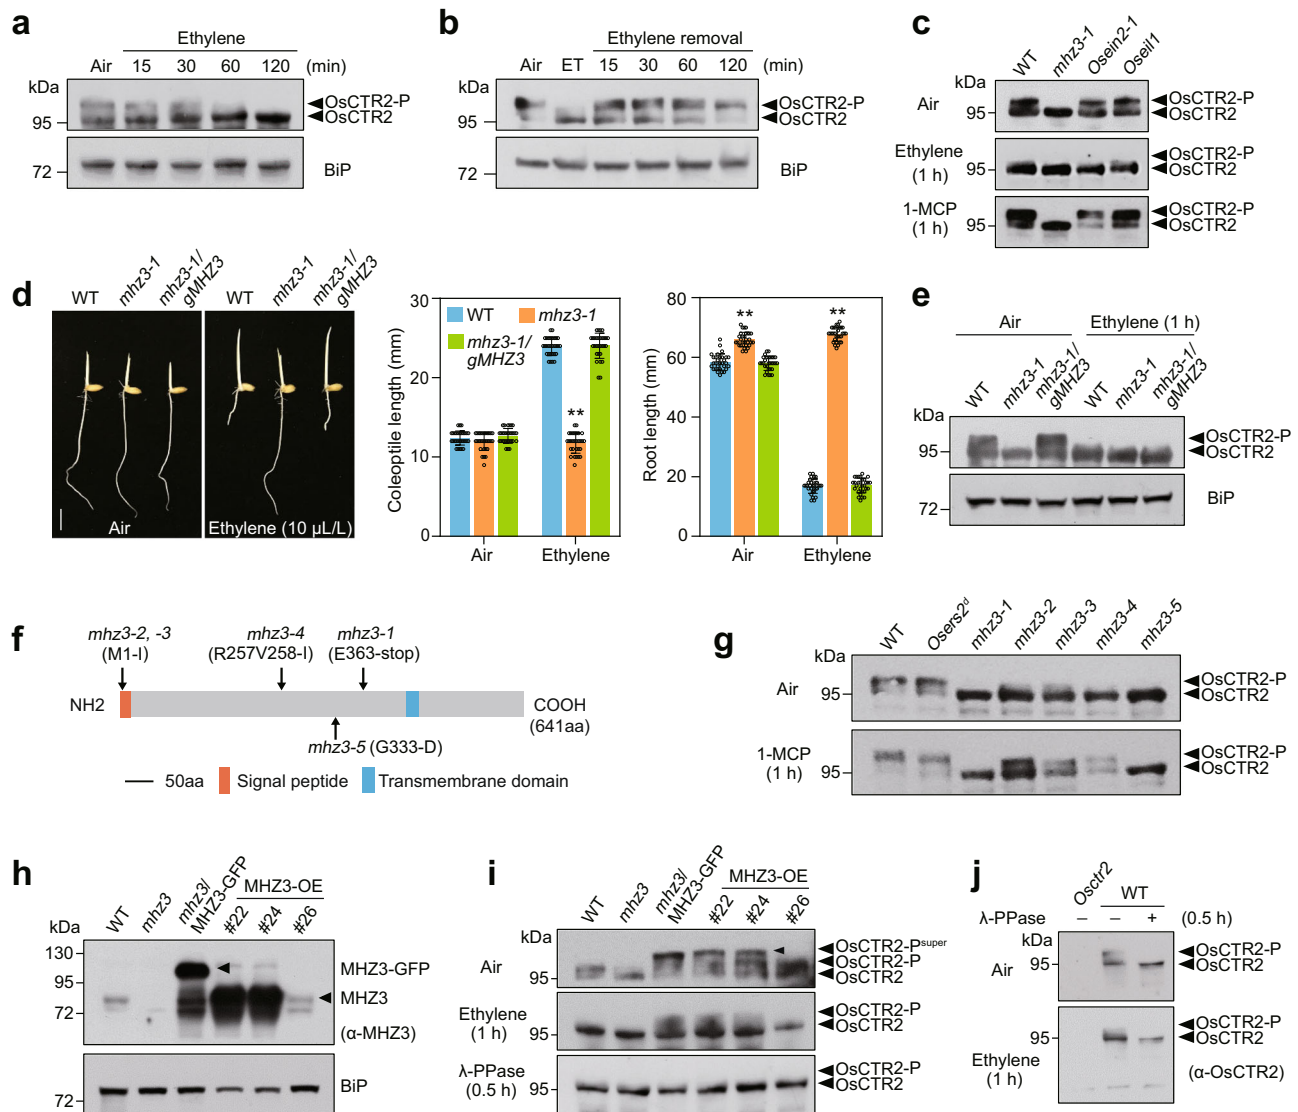 a
Ethylene
Air 15 30 60 120 (min)
kDa
95
OsCTR2-P
OsCTR2
72
BiP
b
Ethylene removal
Air ET 15 30 60 120 (min)
kDa
95
OsCTR2-P
OsCTR2
72
BiP
c
WT mhz3-1 Osein2-1 Oseil1
kDa
Air
95
OsCTR2-P
OsCTR2
Ethylene
(1 h)
95
OsCTR2-P
OsCTR2
1-MCP
(1 h)
95
OsCTR2-P
OsCTR2
d
WT mhz3-1 mhz3-1/gMHZ3
WT mhz3-1 mhz3-1/gMHZ3
Air
Ethylene (10 µL/L)
Coleoptile length (mm)
30
20
10
0
WT
mhz3-1
mhz3-1/
gMHZ3
**
Air Ethylene
Root length (mm)
80
60
40
20
0
** **
Air Ethylene
e
Air Ethylene (1 h)
WT mhz3-1 mhz3-1/gMHZ3 WT mhz3-1 mhz3-1/gMHZ3
kDa
95
OsCTR2-P
OsCTR2
72
BiP
f
mhz3-2, -3
(M1-I)
mhz3-4
(R257V258-I)
mhz3-1
(E363-stop)
NH2
COOH
(641aa)
mhz3-5 (G333-D)
50aa Signal peptide Transmembrane domain
g
WT Osers2d mhz3-1 mhz3-2 mhz3-3 mhz3-4 mhz3-5
kDa
Air
95
OsCTR2-P
OsCTR2
1-MCP
(1 h)
95
OsCTR2-P
OsCTR2
h
WT mhz3 mhz3/MHZ3-GFP
MHZ3-OE
#22 #24 #26
kDa
130
95
72
MHZ3-GFP
MHZ3
(α-MHZ3)
BiP
72
i
WT mhz3 mhz3/MHZ3-GFP
MHZ3-OE
#22 #24 #26
kDa
Air
95
OsCTR2-Psuper
OsCTR2-P
OsCTR2
Ethylene
(1 h)
95
OsCTR2-P
OsCTR2
λ-PPase
(0.5 h)
95
OsCTR2-P
OsCTR2
j
Osctr2 WT
λ-PPase − − + (0.5 h)
kDa
Air
95
OsCTR2-P
OsCTR2
Ethylene
(1 h)
95
OsCTR2-P
OsCTR2
(α-OsCTR2)